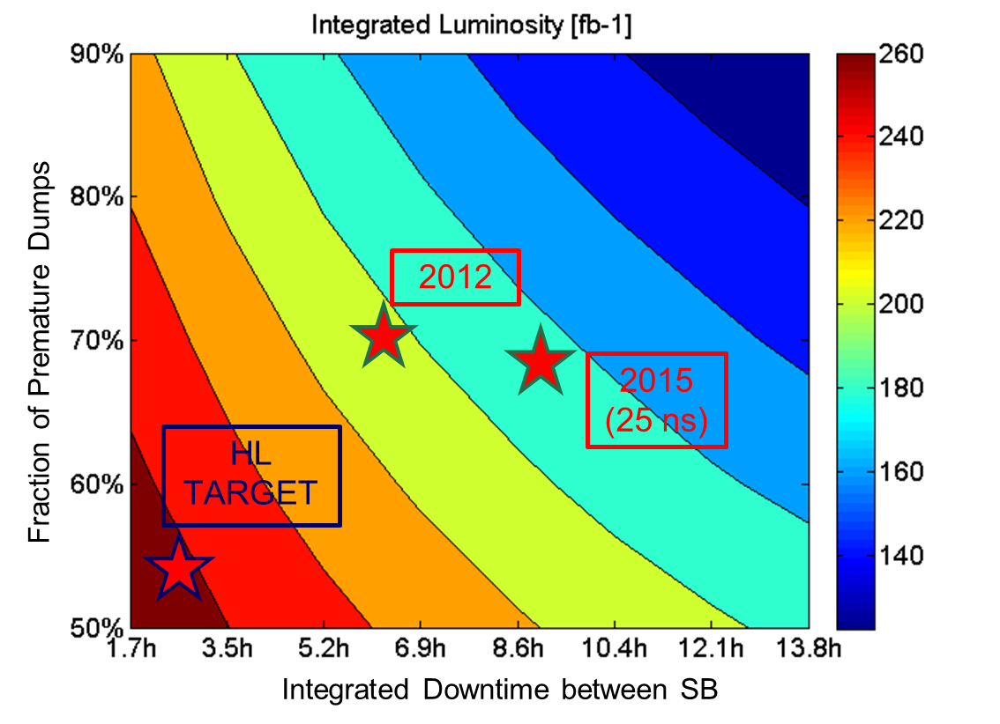 Integrated Luminosity [fb-1]
90%
80%
70%
60%
50%
Fraction of Premature Dumps
2012
2015
(25 ns)
HL
TARGET
1.7h 3.5h 5.2h 6.9h 8.6h 10.4h 12.1h 13.8h
Integrated Downtime between SB
260
240
220
200
180
160
140